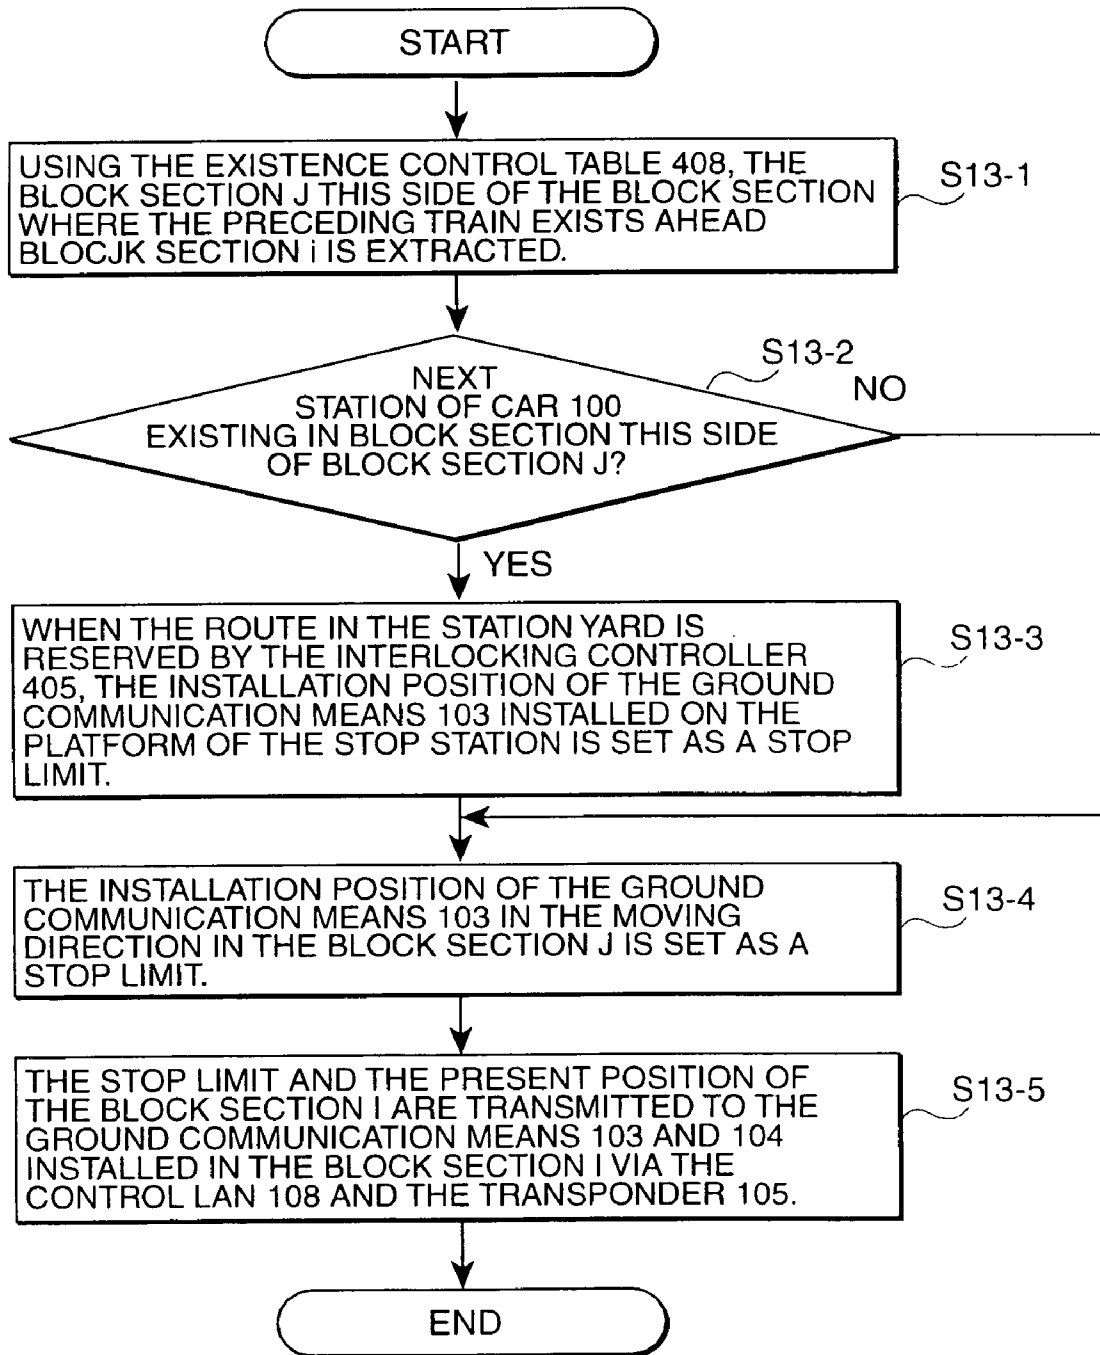 START
USING THE EXISTENCE CONTROL TABLE 408, THE
BLOCK SECTION J THIS SIDE OF THE BLOCK SECTION
WHERE THE PRECEDING TRAIN EXISTS AHEAD
BLOCJK SECTION i IS EXTRACTED.
S13-1
NEXT
STATION OF CAR 100
EXISTING IN BLOCK SECTION THIS SIDE
OF BLOCK SECTION J?
S13-2
NO
YES
WHEN THE ROUTE IN THE STATION YARD IS
RESERVED BY THE INTERLOCKING CONTROLLER
405, THE INSTALLATION POSITION OF THE GROUND
COMMUNICATION MEANS 103 INSTALLED ON THE
PLATFORM OF THE STOP STATION IS SET AS A STOP
LIMIT.
S13-3
THE INSTALLATION POSITION OF THE GROUND
COMMUNICATION MEANS 103 IN THE MOVING
DIRECTION IN THE BLOCK SECTION J IS SET AS A
STOP LIMIT.
S13-4
THE STOP LIMIT AND THE PRESENT POSITION OF
THE BLOCK SECTION I ARE TRANSMITTED TO THE
GROUND COMMUNICATION MEANS 103 AND 104
INSTALLED IN THE BLOCK SECTION I VIA THE
CONTROL LAN 108 AND THE TRANSPONDER 105.
S13-5
END